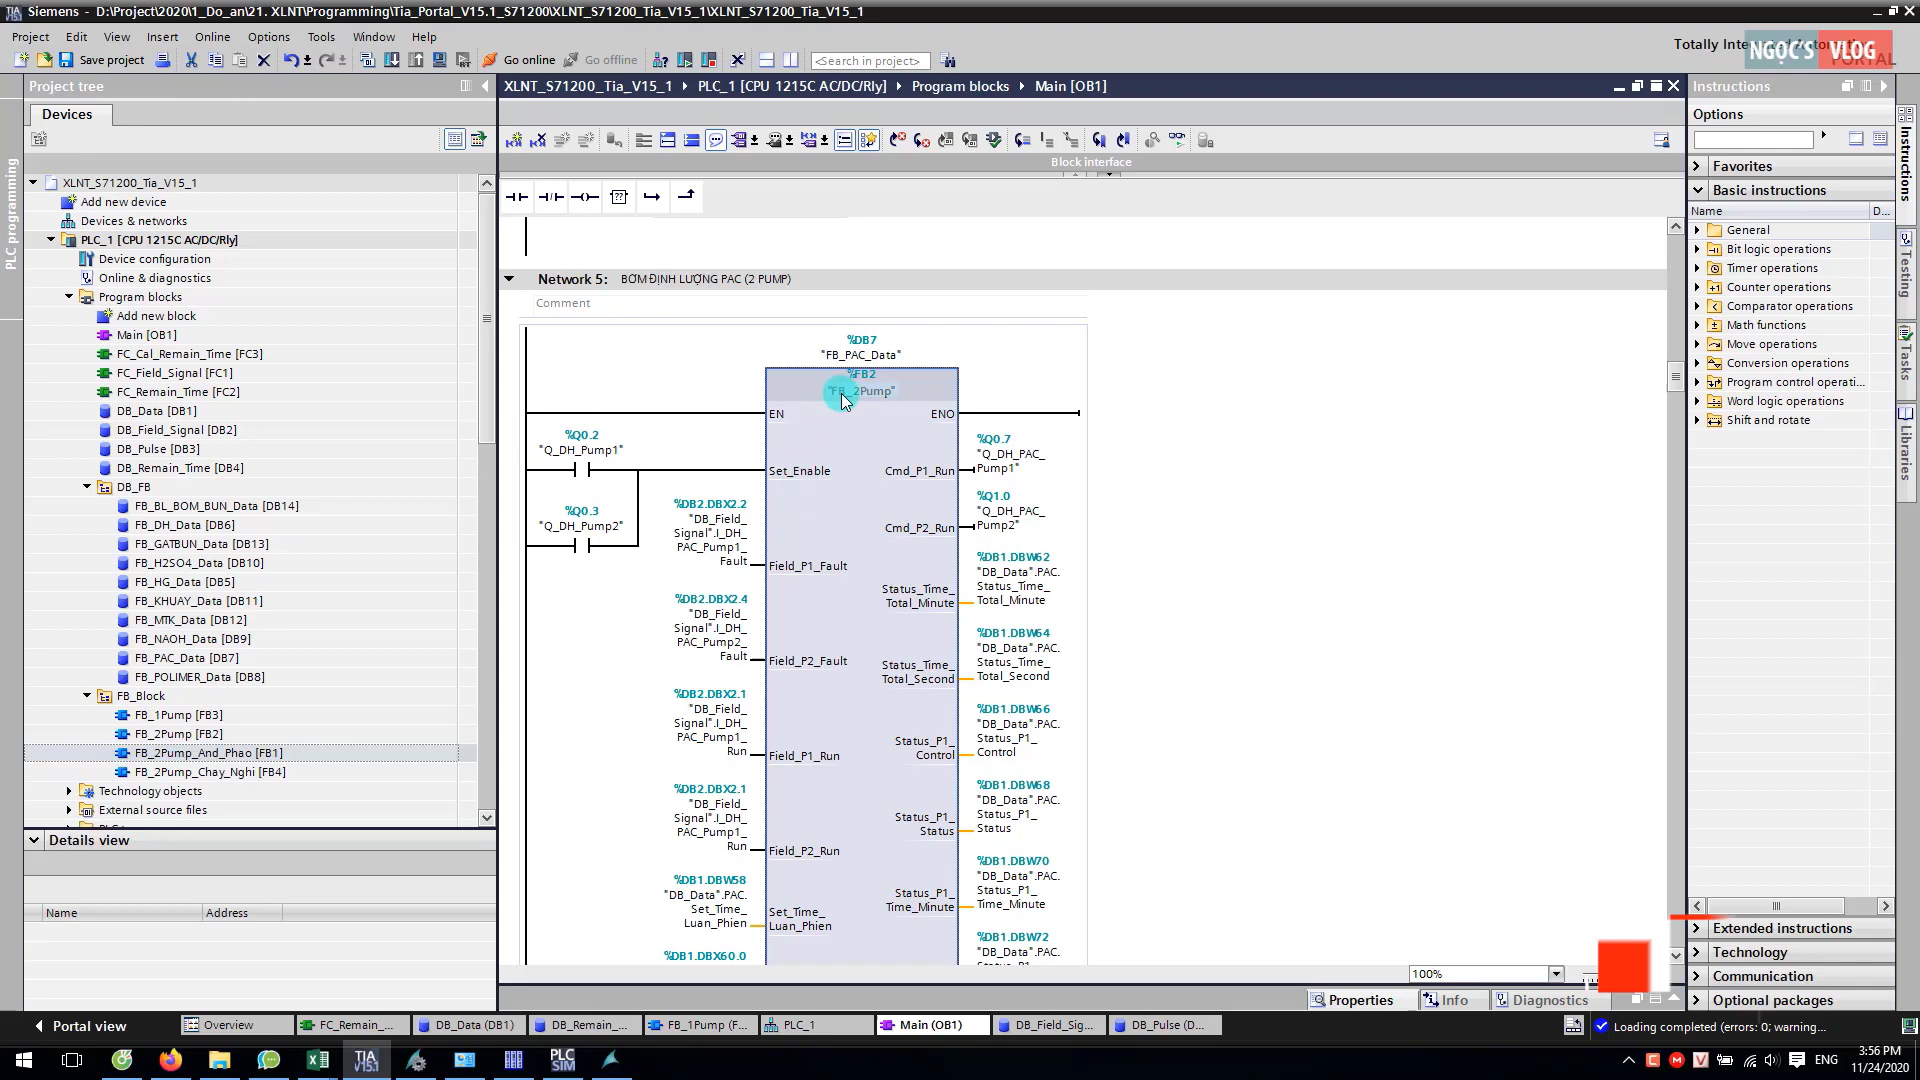 Siemens - D:\Project\2020\1_Do_an\21. XLNT\Programming\Tia_Portal_V15.1_S71200\XLNT_S71200_Tia_V15_1\XLNT_S71200_Tia_V15_1
Project Edit View Insert Online Options Tools Window Help
Totally Inte
PORTAL
NGỌC'S VLOG
Save project
Go online
Go offline
<Search in project>
Project tree
XLNT_S71200_Tia_V15_1 PLC_1 [CPU 1215C AC/DC/Rly] Program blocks Main [OB1]
Instructions
Devices
Options
PLC programming
XLNT_S71200_Tia_V15_1
Add new device
Devices & networks
PLC_1 [CPU 1215C AC/DC/Rly]
Device configuration
Online & diagnostics
Program blocks
Add new block
Main [OB1]
FC_Cal_Remain_Time [FC3]
FC_Field_Signal [FC1]
FC_Remain_Time [FC2]
DB_Data [DB1]
DB_Field_Signal [DB2]
DB_Pulse [DB3]
DB_Remain_Time [DB4]
DB_FB
FB_BL_BOM_BUN_Data [DB14]
FB_DH_Data [DB6]
FB_GATBUN_Data [DB13]
FB_H2SO4_Data [DB10]
FB_HG_Data [DB5]
FB_KHUAY_Data [DB11]
FB_MTK_Data [DB12]
FB_NAOH_Data [DB9]
FB_PAC_Data [DB7]
FB_POLIMER_Data [DB8]
FB_Block
FB_1Pump [FB3]
FB_2Pump [FB2]
FB_2Pump_And_Phao [FB1]
FB_2Pump_Chay_Nghi [FB4]
Technology objects
External source files
Details view
Name Address
Block interface
Network 5: BƠM ĐỊNH LƯỢNG PAC (2 PUMP)
Comment
%DB7
"FB_PAC_Data"
%FB2
"FB_2Pump"
EN ENO
%Q0.2
"Q_DH_Pump1"
Set_Enable
%Q0.3
"Q_DH_Pump2"
%DB2.DBX2.2
"DB_Field_
Signal".I_DH_
PAC_Pump1_
Fault
Field_P1_Fault
%DB2.DBX2.4
"DB_Field_
Signal".I_DH_
PAC_Pump2_
Fault
Field_P2_Fault
%DB2.DBX2.1
"DB_Field_
Signal".I_DH_
PAC_Pump1_
Run
Field_P1_Run
%DB2.DBX2.1
"DB_Field_
Signal".I_DH_
PAC_Pump1_
Run
Field_P2_Run
%DB1.DBW58
"DB_Data".PAC.
Set_Time_
Luan_Phien
Set_Time_
Luan_Phien
%DB1.DBX60.0
Cmd_P1_Run
%Q0.7
"Q_DH_PAC_
Pump1"
Cmd_P2_Run
%Q1.0
"Q_DH_PAC_
Pump2"
Status_Time_
Total_Minute
%DB1.DBW62
"DB_Data".PAC.
Status_Time_
Total_Minute
Status_Time_
Total_Second
%DB1.DBW64
"DB_Data".PAC.
Status_Time_
Total_Second
Status_P1_
Control
%DB1.DBW66
"DB_Data".PAC.
Status_P1_
Control
Status_P1_
Status
%DB1.DBW68
"DB_Data".PAC.
Status_P1_
Status
Status_P1_
Time_Minute
%DB1.DBW70
"DB_Data".PAC.
Status_P1_
Time_Minute
%DB1.DBW72
"DB_Data".PAC.
100%
Properties Info Diagnostics
Favorites
Basic instructions
Name D...
General
Bit logic operations
Timer operations
Counter operations
Comparator operations
Math functions
Move operations
Conversion operations
Program control operati...
Word logic operations
Shift and rotate
Extended instructions
Technology
Communication
Optional packages
Instructions
Testing
Tasks
Libraries
Portal view Overview FC_Remain_... DB_Data (DB1) DB_Remain_... FB_1Pump (F... PLC_1 Main (OB1) DB_Field_Sig... DB_Pulse (D...
Loading completed (errors: 0; warning...
TIA V15.1
PLC SIM
ENG
3:56 PM
11/24/2020